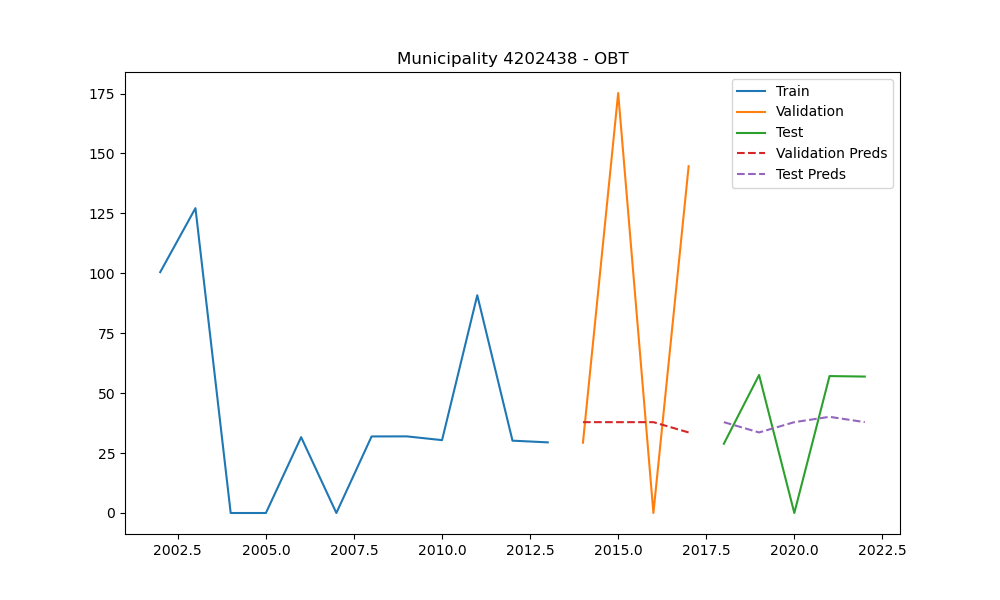 Municipality 4202438 - OBT
Train
Validation
Test
Validation Preds
Test Preds
175
150
125
100
75
50
25
0
2002.5 2005.0 2007.5 2010.0 2012.5 2015.0 2017.5 2020.0 2022.5